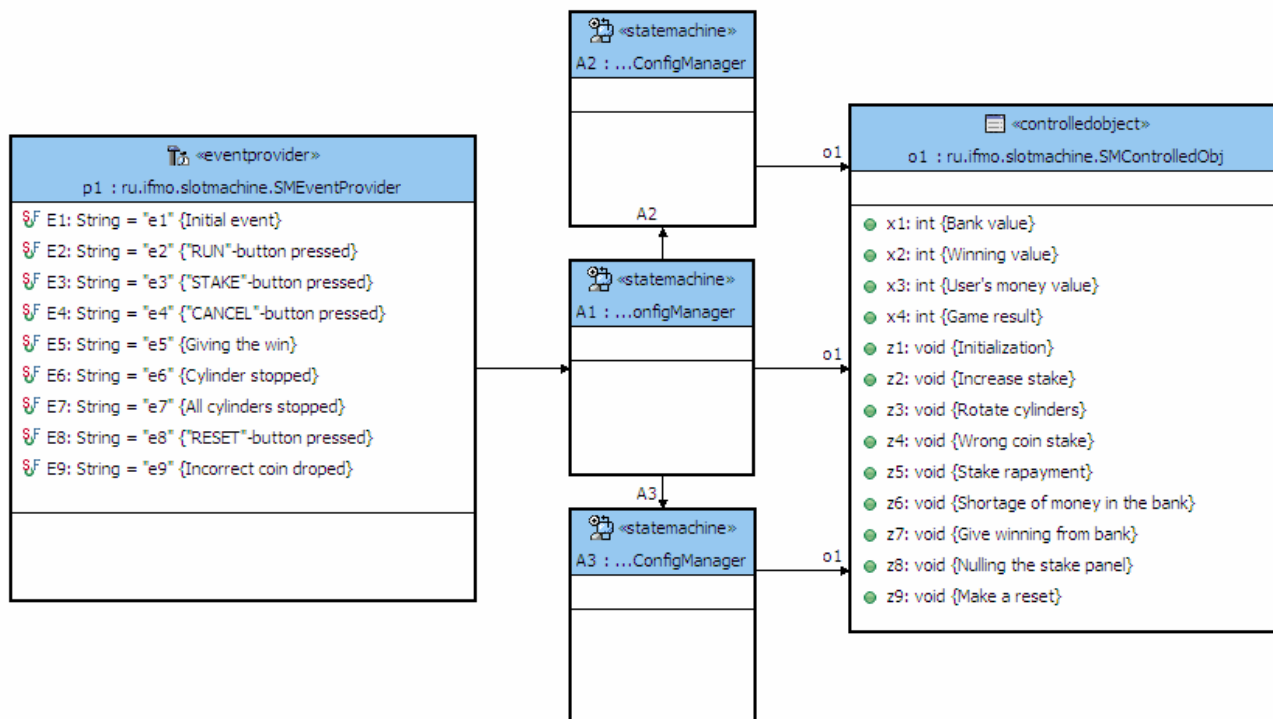 «eventprovider»
p1 : ru.ifmo.slotmachine.SMEventProvider
E1: String = "e1" {Initial event}
E2: String = "e2" {"RUN"-button pressed}
E3: String = "e3" {"STAKE"-button pressed}
E4: String = "e4" {"CANCEL"-button pressed}
E5: String = "e5" {Giving the win}
E6: String = "e6" {Cylinder stopped}
E7: String = "e7" {All cylinders stopped}
E8: String = "e8" {"RESET"-button pressed}
E9: String = "e9" {Incorrect coin droped}
«statemachine»
A2 : ...ConfigManager
o1
A2
«statemachine»
A1 : ...onfigManager
o1
A3
«statemachine»
A3 : ...ConfigManager
o1
«controlledobject»
o1 : ru.ifmo.slotmachine.SMControlledObj
x1: int {Bank value}
x2: int {Winning value}
x3: int {User's money value}
x4: int {Game result}
z1: void {Initialization}
z2: void {Increase stake}
z3: void {Rotate cylinders}
z4: void {Wrong coin stake}
z5: void {Stake rapayment}
z6: void {Shortage of money in the bank}
z7: void {Give winning from bank}
z8: void {Nulling the stake panel}
z9: void {Make a reset}